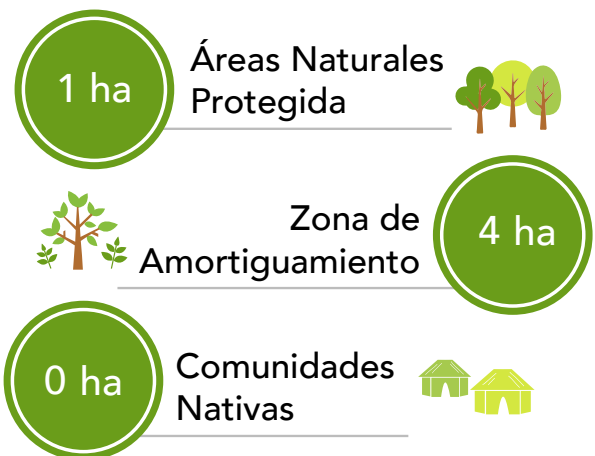 1 ha
Áreas Naturales
Protegida
Zona de
Amortiguamiento
4 ha
0 ha
Comunidades
Nativas